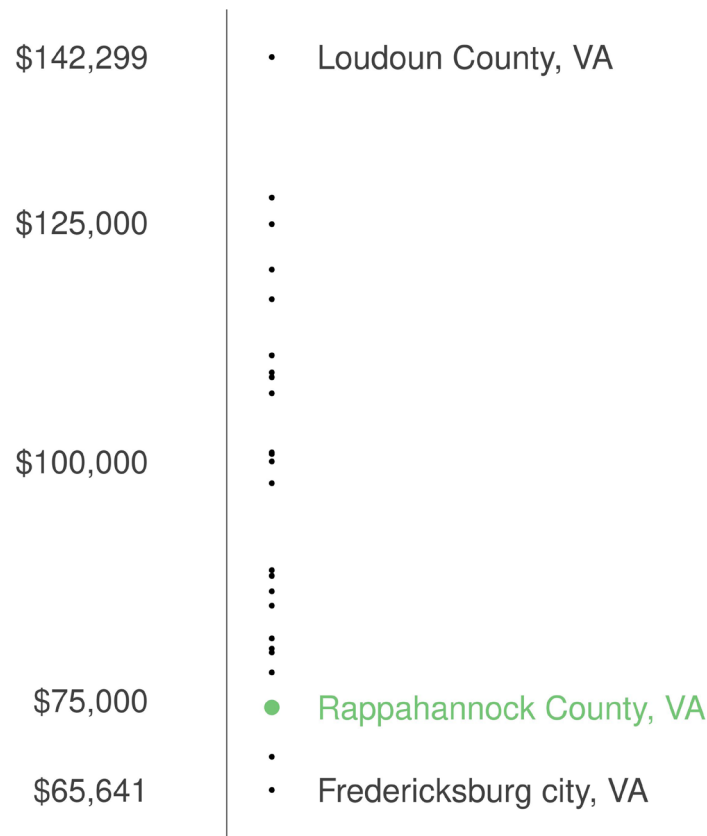 $142,299 Loudoun County, VA
$125,000
$100,000
$75,000 Rappahannock County, VA
$65,641 Fredericksburg city, VA